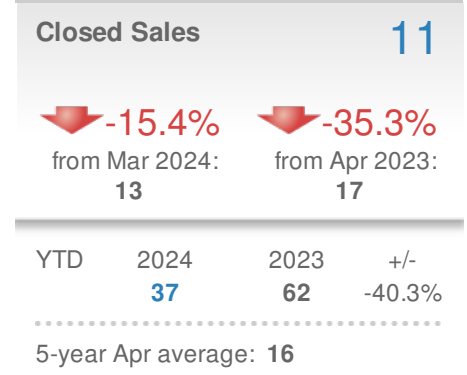 Closed Sales 11
-15.4% -35.3%
from Mar 2024: from Apr 2023:
13 17
YTD 2024 2023 +/-
37 62 -40.3%
5-year Apr average: 16